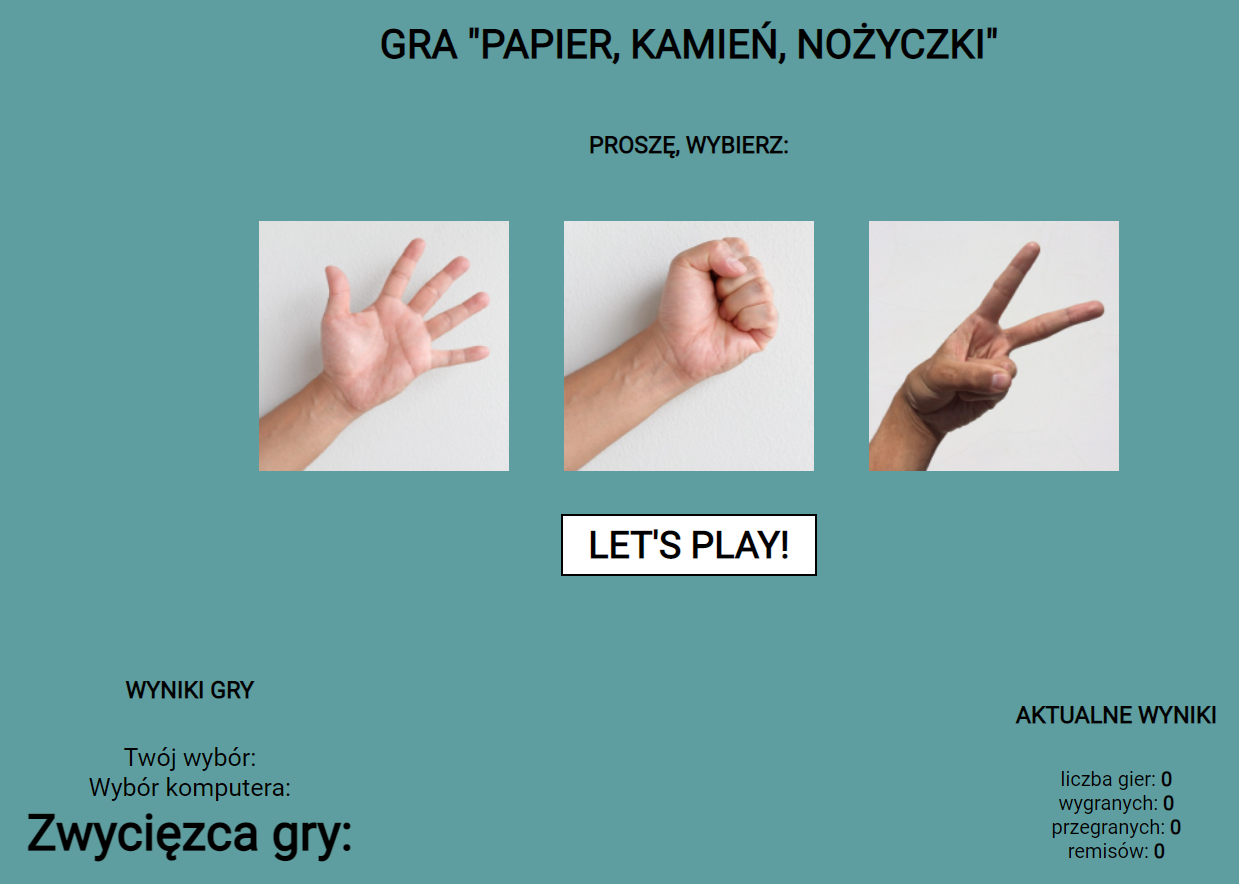 GRA "PAPIER, KAMIEŃ, NOŻYCZKI"
PROSZĘ, WYBIERZ:
LET'S PLAY!
WYNIKI GRY
Twój wybór:
Wybór komputera:
Zwycięzca gry:
AKTUALNE WYNIKI
liczba gier: 0
wygranych: 0
przegranych: 0
remisów: 0